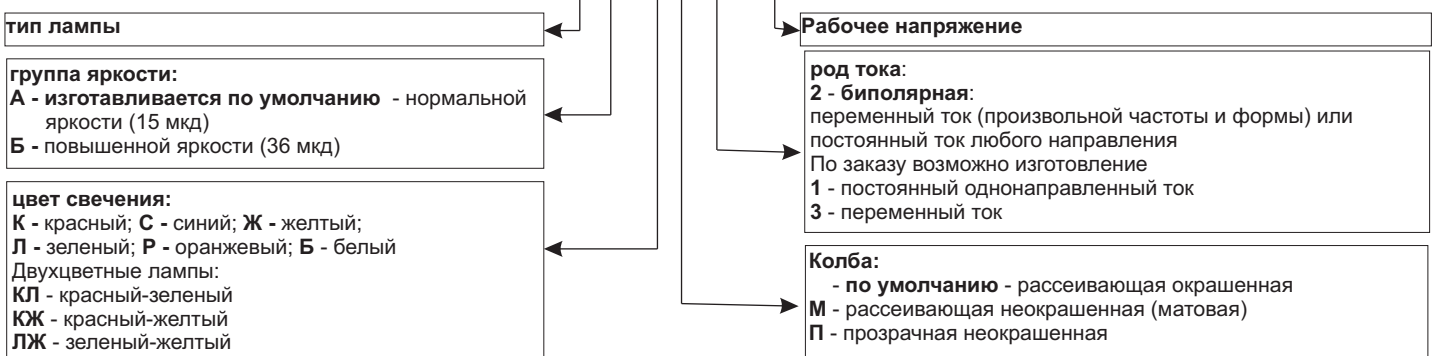 тип лампы
группа яркости:
А - изготавливается по умолчанию - нормальной
яркости (15 мкд)
Б - повышенной яркости (36 мкд)
цвет свечения:
К - красный; С - синий; Ж - желтый;
Л - зеленый; Р - оранжевый; Б - белый
Двухцветные лампы:
КЛ - красный-зеленый
КЖ - красный-желтый
ЛЖ - зеленый-желтый
Рабочее напряжение
род тока:
2 - биполярная:
переменный ток (произвольной частоты и формы) или
постоянный ток любого направления
По заказу возможно изготовление
1 - постоянный однонаправленный ток
3 - переменный ток
Колба:
- по умолчанию - рассеивающая окрашенная
М - рассеивающая неокрашенная (матовая)
П - прозрачная неокрашенная